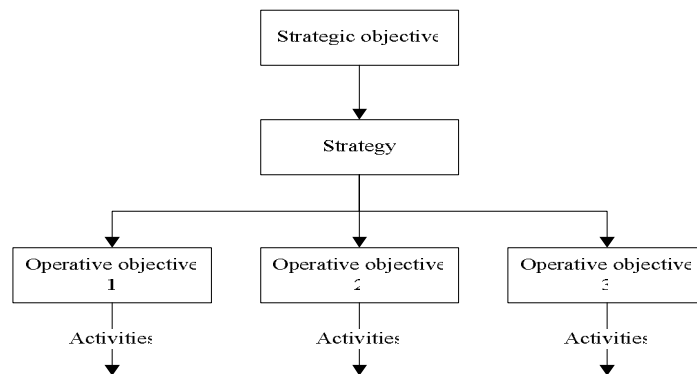 Strategic objective
Strategy
Operative objective
1
Operative objective
2
Operative objective
3
Activities
Activities
Activities